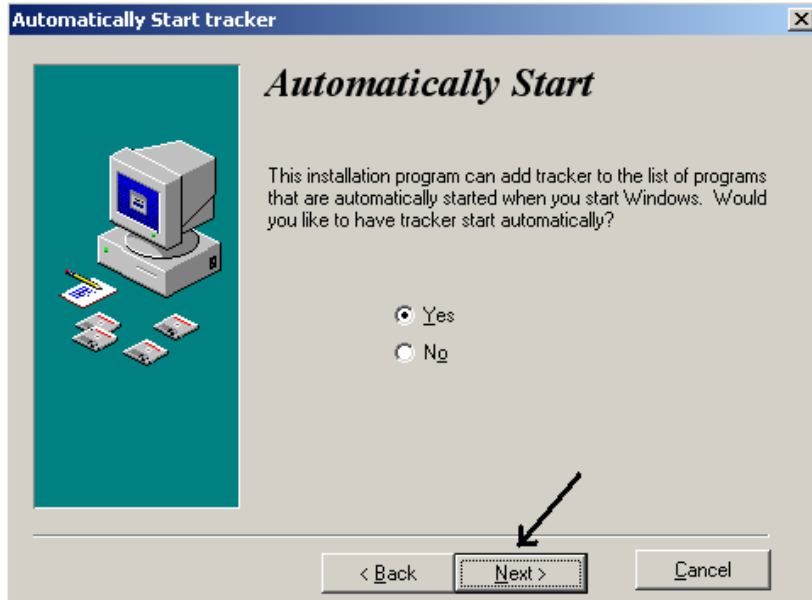 Automatically Start tracker
Automatically Start
This installation program can add tracker to the list of programs
that are automatically started when you start Windows. Would
you like to have tracker start automatically?
Yes
No
< Back
Next >
Cancel